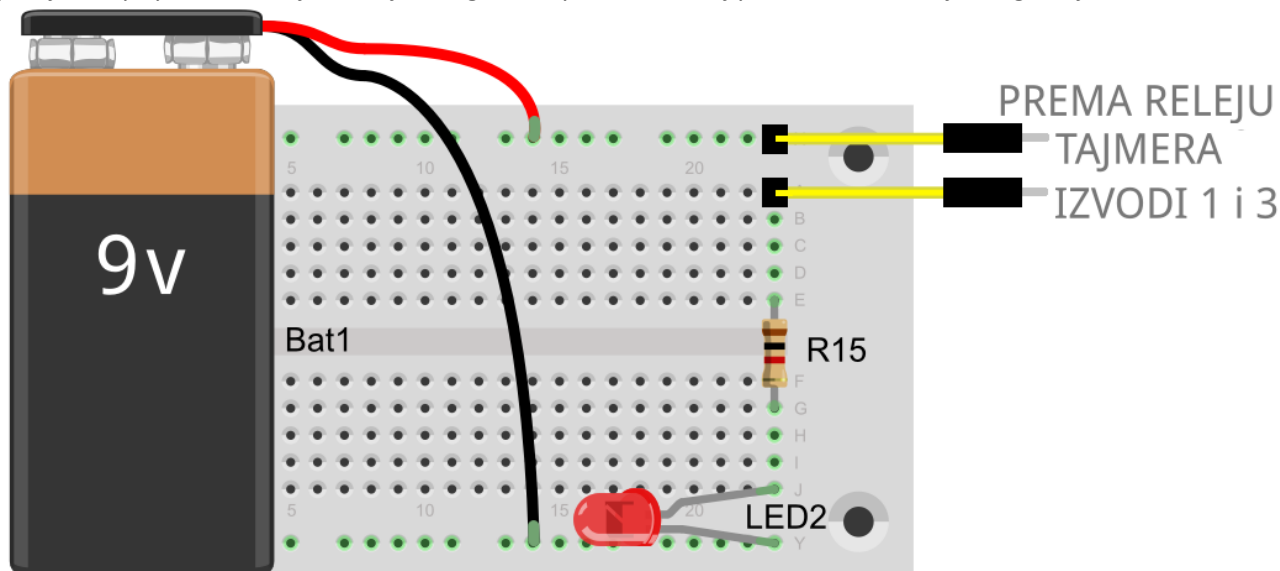 PREMA RELEJU
TAJMERA
IZVODI 1 i 3
9v
5 10 15 20
A
B
C
D
E
Bat1
R15
F
G
H
I
J
5 10 15 20
LED2
Y